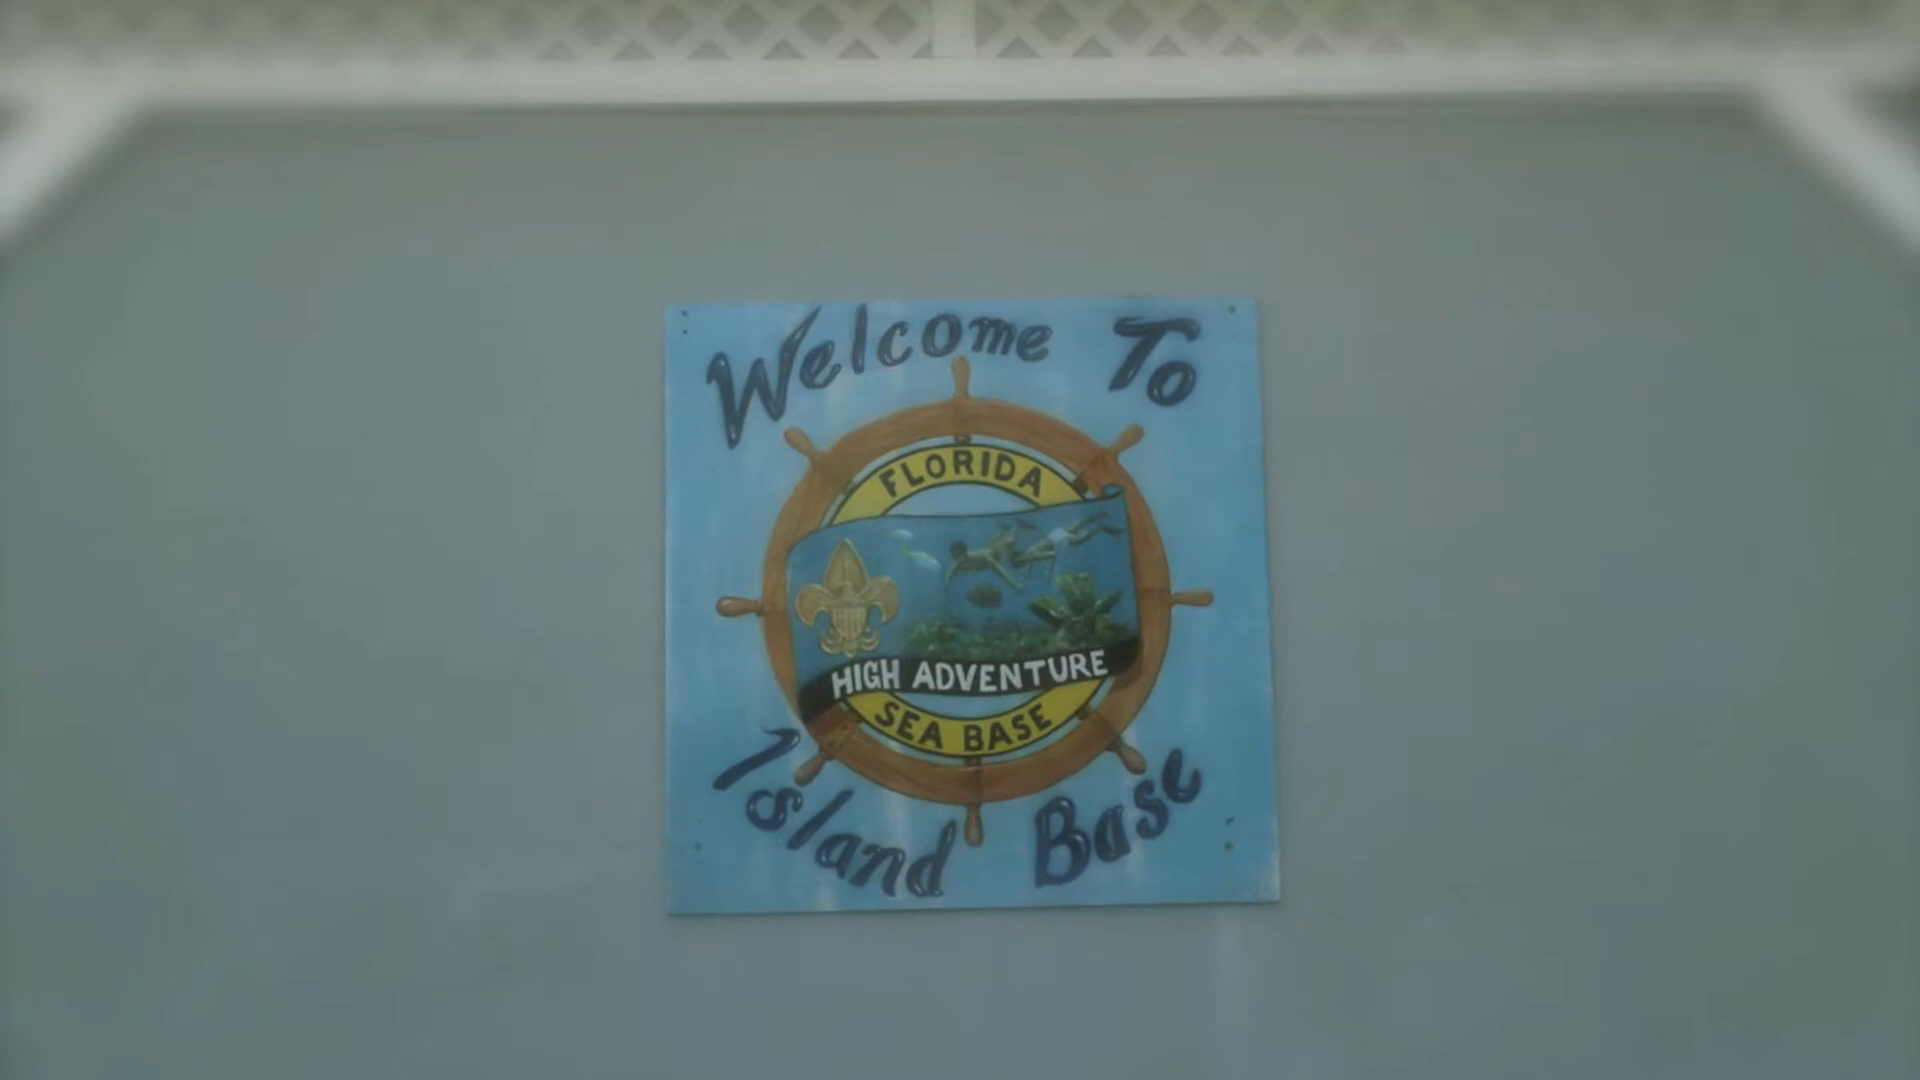 Welcome To
FLORIDA
HIGH ADVENTURE
SEA BASE
Island Base